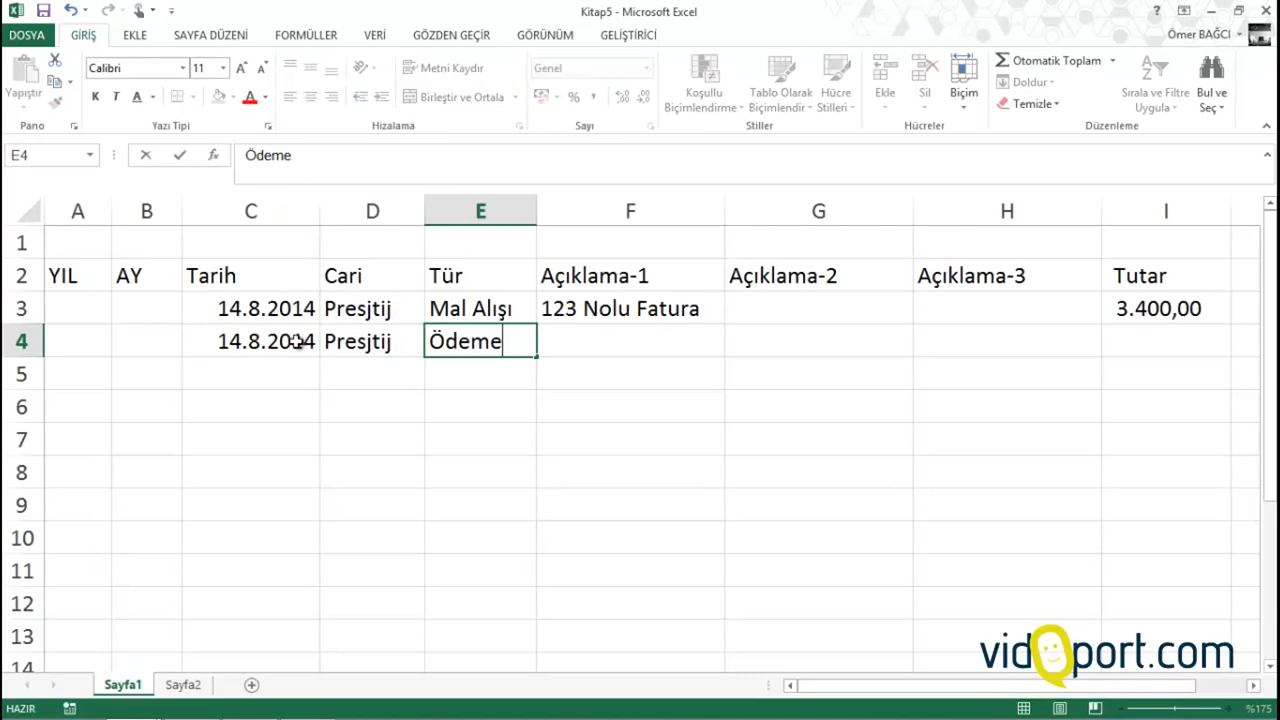 Kitap5 - Microsoft Excel
DOSYA GİRİŞ EKLE SAYFA DÜZENİ FORMÜLLER VERİ GÖZDEN GEÇİR GÖRÜNÜM GELİŞTİRİCİ Ömer BAĞCI
Yapıştır
Calibri 11
K T A
Metni Kaydır
Birleştir ve Ortala
Genel
Koşullu Biçimlendirme
Tablo Olarak Biçimlendir
Hücre Stilleri
Ekle Sil Biçim
Otomatik Toplam
Doldur
Temizle
Sırala ve Filtre Uygula
Bul ve Seç
Pano Yazı Tipi Hizalama Sayı Stiller Hücreler Düzenleme
E4 fx Ödeme
A B C D E F G H I
1
2 YIL AY Tarih Cari Tür Açıklama-1 Açıklama-2 Açıklama-3 Tutar
3 14.8.2014 Presjtij Mal Alışı 123 Nolu Fatura 3.400,00
4 14.8.2014 Presjtij Ödeme
5
6
7
8
9
10
11
12
13
14
vidoport.com
Sayfa1 Sayfa2
HAZIR %175